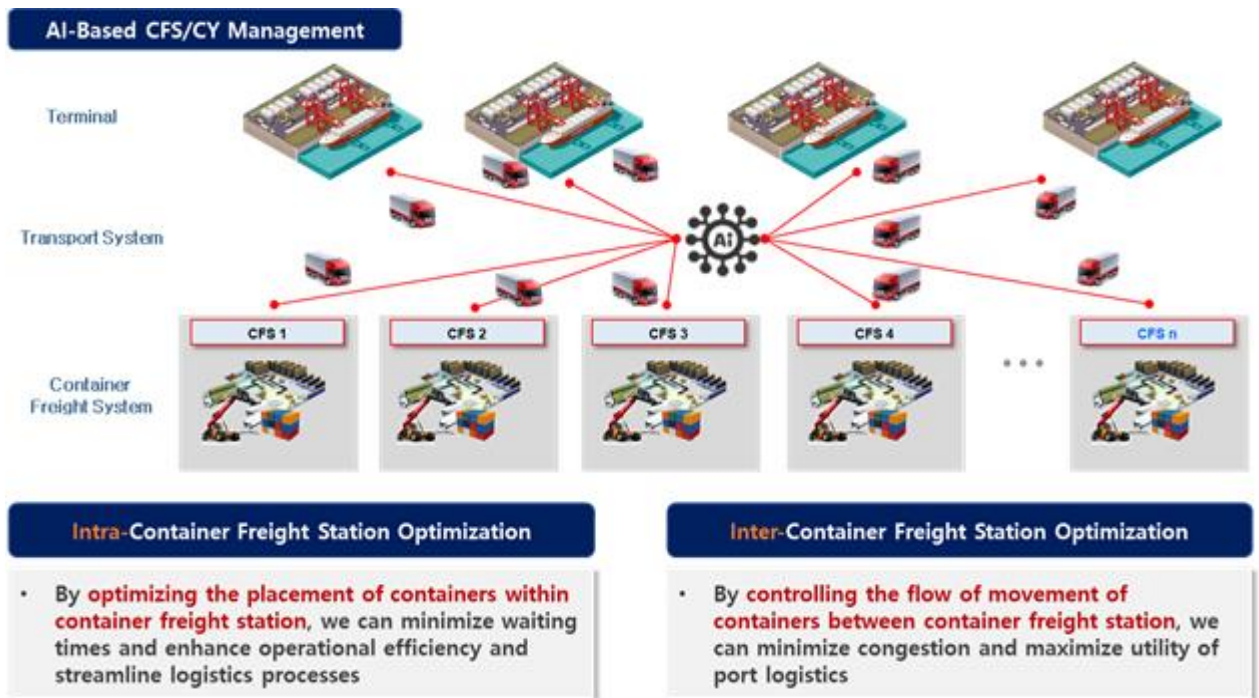 AI-Based CFS/CY Management
Terminal
Transport System
Ai
CFS 1
CFS 2
CFS 3
CFS 4
CFS n
Container
Freight System
Intra-Container Freight Station Optimization
• By optimizing the placement of containers within
container freight station, we can minimize waiting
times and enhance operational efficiency and
streamline logistics processes
Inter-Container Freight Station Optimization
• By controlling the flow of movement of
containers between container freight station, we
can minimize congestion and maximize utility of
port logistics